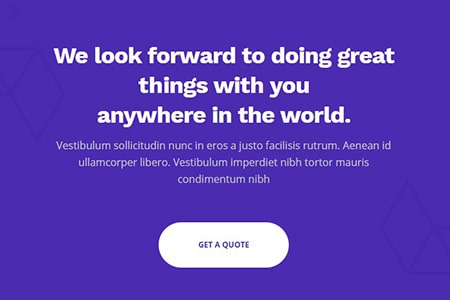 We look forward to doing great
things with you
anywhere in the world.
Vestibulum sollicitudin nunc in eros a justo facilisis rutrum. Aenean id
ullamcorper libero. Vestibulum imperdiet nibh tortor mauris
condimentum nibh
GET A QUOTE